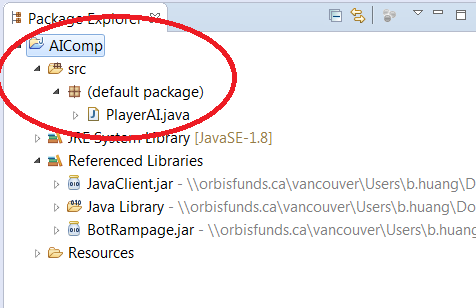 Package Explorer
AIComp
src
(default package)
PlayerAI.java
JRE System Library [JavaSE-1.8]
Referenced Libraries
JavaClient.jar - \\orbisfunds.ca\vancouver\Users\b.huang\Do
Java Library - \\orbisfunds.ca\vancouver\Users\b.huang\Dow
BotRampage.jar - \\orbisfunds.ca\vancouver\Users\b.huang\D
Resources